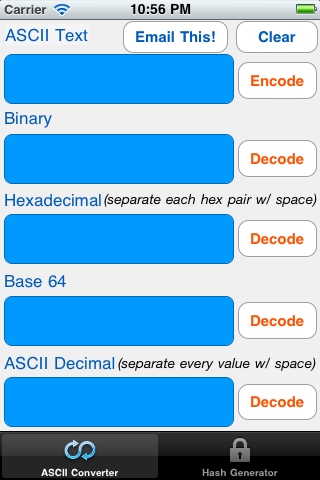 Carrier 10:56 PM
ASCII Text Email This! Clear
Encode
Binary
Decode
Hexadecimal (separate each hex pair w/ space)
Decode
Base 64
Decode
ASCII Decimal (separate every value w/ space)
Decode
ASCII Converter Hash Generator